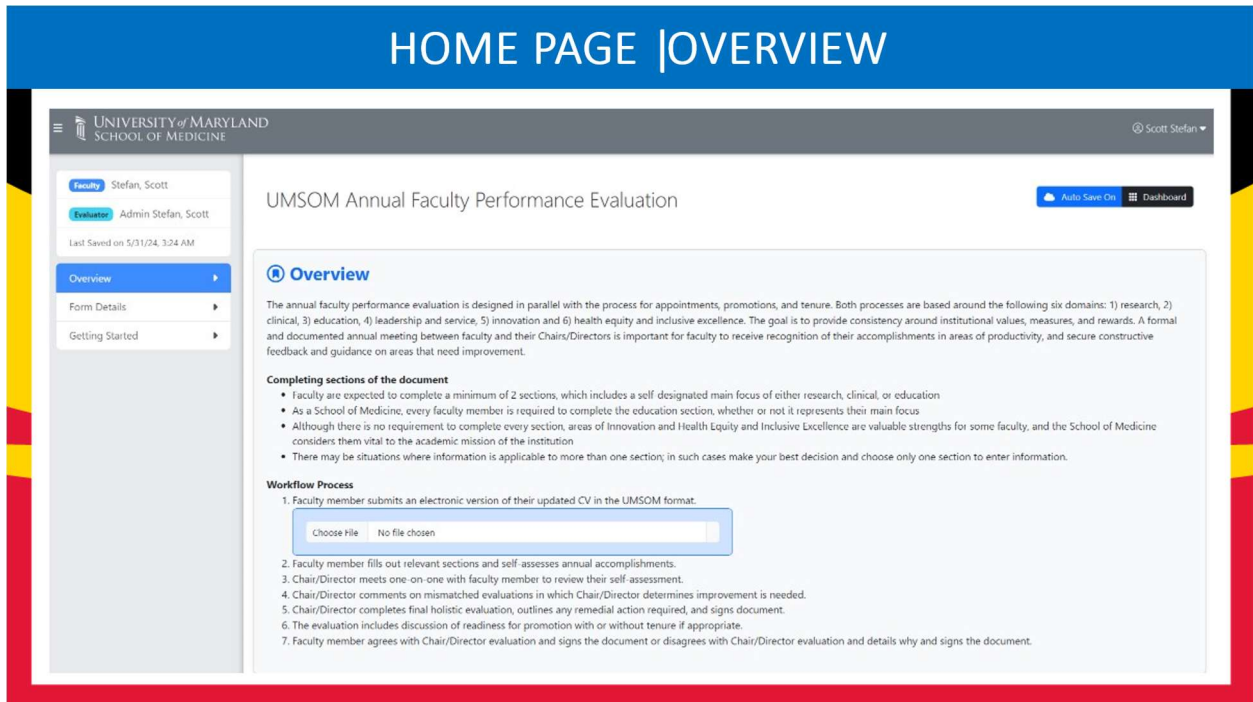 HOME PAGE |OVERVIEW
UNIVERSITY of MARYLAND
SCHOOL OF MEDICINE
Scott Stefan
Faculty Stefan, Scott
Evaluator Admin Stefan, Scott
Last Saved on 5/31/24, 3:24 AM
Overview
Form Details
Getting Started
UMSOM Annual Faculty Performance Evaluation
Auto Save On Dashboard
Overview
The annual faculty performance evaluation is designed in parallel with the process for appointments, promotions, and tenure. Both processes are based around the following six domains: 1) research, 2)
clinical, 3) education, 4) leadership and service, 5) innovation and 6) health equity and inclusive excellence. The goal is to provide consistency around institutional values, measures, and rewards. A formal
and documented annual meeting between faculty and their Chairs/Directors is important for faculty to receive recognition of their accomplishments in areas of productivity, and secure constructive
feedback and guidance on areas that need improvement.
Completing sections of the document
• Faculty are expected to complete a minimum of 2 sections, which includes a self-designated main focus of either research, clinical, or education
• As a School of Medicine, every faculty member is required to complete the education section, whether or not it represents their main focus
• Although there is no requirement to complete every section, areas of Innovation and Health Equity and Inclusive Excellence are valuable strengths for some faculty, and the School of Medicine
considers them vital to the academic mission of the institution
• There may be situations where information is applicable to more than one section; in such cases make your best decision and choose only one section to enter information.
Workflow Process
1. Faculty member submits an electronic version of their updated CV in the UMSOM format.
Choose File No file chosen
2. Faculty member fills out relevant sections and self-assesses annual accomplishments.
3. Chair/Director meets one-on-one with faculty member to review their self-assessment.
4. Chair/Director comments on mismatched evaluations in which Chair/Director determines improvement is needed.
5. Chair/Director completes final holistic evaluation, outlines any remedial action required, and signs document.
6. The evaluation includes discussion of readiness for promotion with or without tenure if appropriate.
7. Faculty member agrees with Chair/Director evaluation and signs the document or disagrees with Chair/Director evaluation and details why and signs the document.